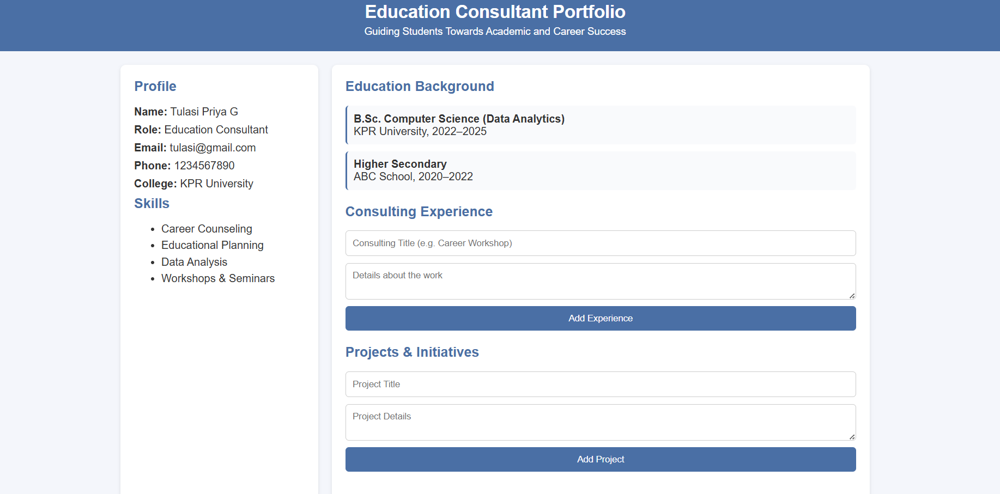 Education Consultant Portfolio
Guiding Students Towards Academic and Career Success
Profile
Name: Tulasi Priya G
Role: Education Consultant
Email: tulasi@gmail.com
Phone: 1234567890
College: KPR University
Skills
Career Counseling
Educational Planning
Data Analysis
Workshops & Seminars
Education Background
B.Sc. Computer Science (Data Analytics)
KPR University, 2022–2025
Higher Secondary
ABC School, 2020–2022
Consulting Experience
Consulting Title (e.g. Career Workshop)
Details about the work
Add Experience
Projects & Initiatives
Project Title
Project Details
Add Project